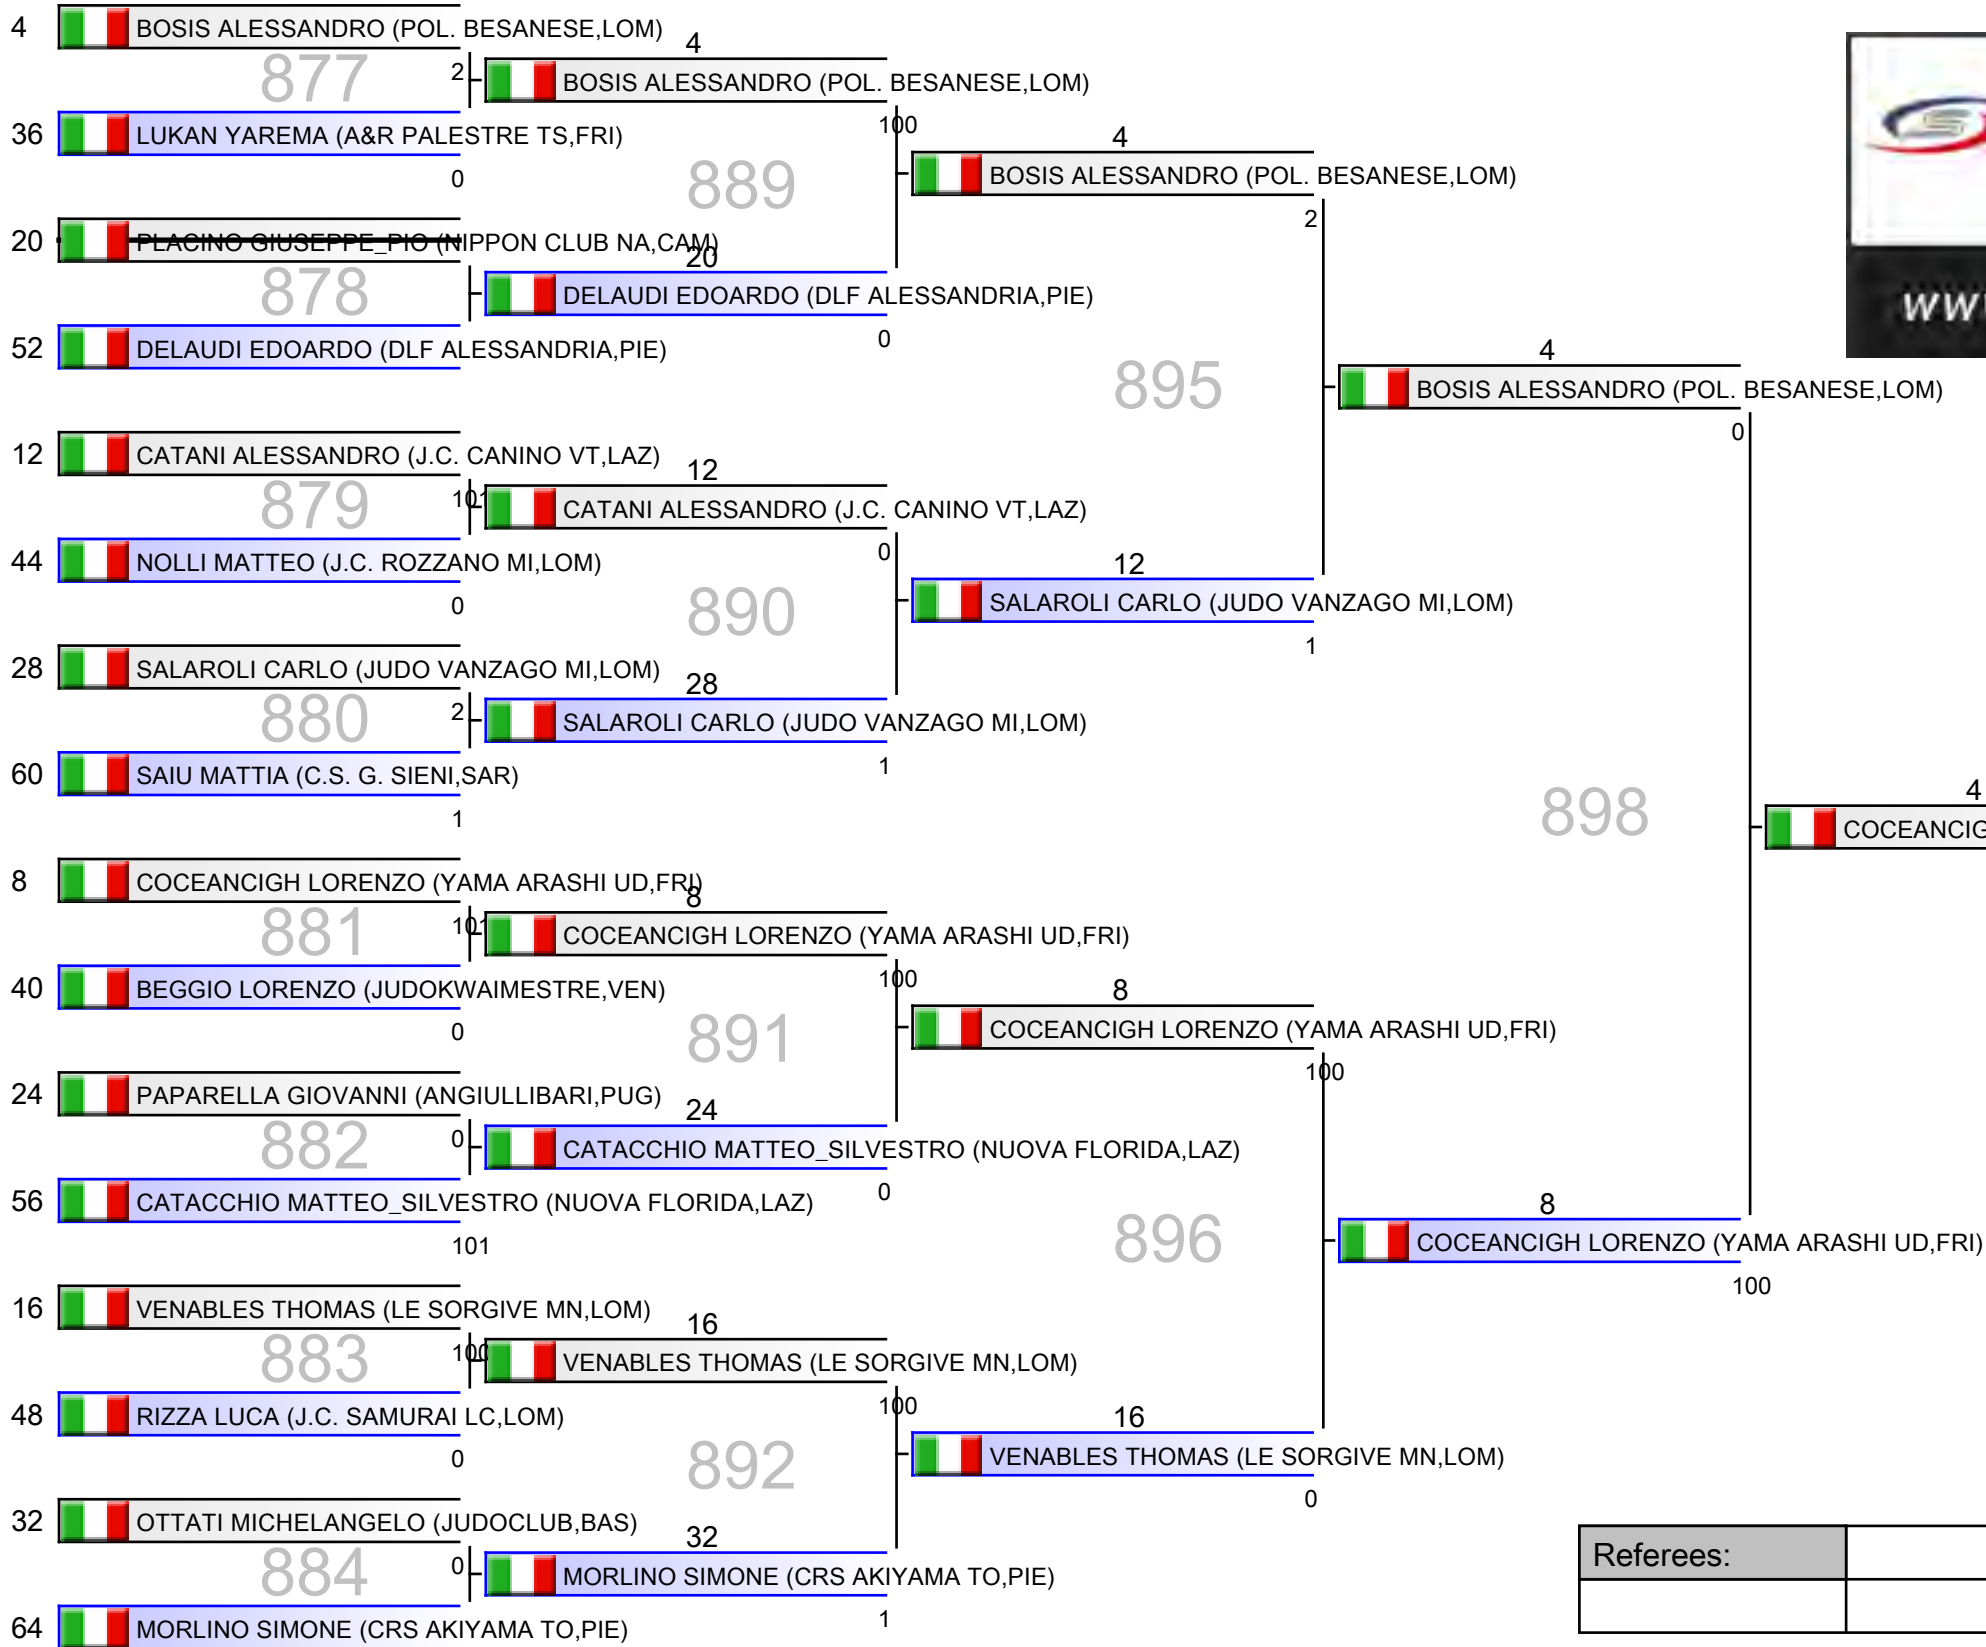 4 BOSIS ALESSANDRO (POL. BESANESE,LOM)
877
2
36 LUKAN YAREMA (A&R PALESTRE TS,FRI)
0
20 PLACINO GIUSEPPE_PIO (NIPPON CLUB NA,CAM)
878
52 DELAUDI EDOARDO (DLF ALESSANDRIA,PIE)
12 CATANI ALESSANDRO (J.C. CANINO VT,LAZ)
879
101
44 NOLLI MATTEO (J.C. ROZZANO MI,LOM)
0
28 SALAROLI CARLO (JUDO VANZAGO MI,LOM)
880
2
60 SAIU MATTIA (C.S. G. SIENI,SAR)
1
8 COCEANCIGH LORENZO (YAMA ARASHI UD,FRI)
881
101
40 BEGGIO LORENZO (JUDOKWAIMESTRE,VEN)
0
24 PAPARELLA GIOVANNI (ANGIULLIBARI,PUG)
882
0
56 CATACCHIO MATTEO_SILVESTRO (NUOVA FLORIDA,LAZ)
101
16 VENABLES THOMAS (LE SORGIVE MN,LOM)
883
100
48 RIZZA LUCA (J.C. SAMURAI LC,LOM)
0
32 OTTATI MICHELANGELO (JUDOCLUB,BAS)
884
0
64 MORLINO SIMONE (CRS AKIYAMA TO,PIE)
4
BOSIS ALESSANDRO (POL. BESANESE,LOM)
100
889
20
DELAUDI EDOARDO (DLF ALESSANDRIA,PIE)
0
12
CATANI ALESSANDRO (J.C. CANINO VT,LAZ)
0
890
28
SALAROLI CARLO (JUDO VANZAGO MI,LOM)
1
8
COCEANCIGH LORENZO (YAMA ARASHI UD,FRI)
100
891
24
CATACCHIO MATTEO_SILVESTRO (NUOVA FLORIDA,LAZ)
0
16
VENABLES THOMAS (LE SORGIVE MN,LOM)
100
892
32
MORLINO SIMONE (CRS AKIYAMA TO,PIE)
1
4
BOSIS ALESSANDRO (POL. BESANESE,LOM)
2
895
12
SALAROLI CARLO (JUDO VANZAGO MI,LOM)
1
8
COCEANCIGH LORENZO (YAMA ARASHI UD,FRI)
100
896
16
VENABLES THOMAS (LE SORGIVE MN,LOM)
0
4
BOSIS ALESSANDRO (POL. BESANESE,LOM)
0
898
8
COCEANCIGH LORENZO (YAMA ARASHI UD,FRI)
100
4
COCEANCIG
Referees: